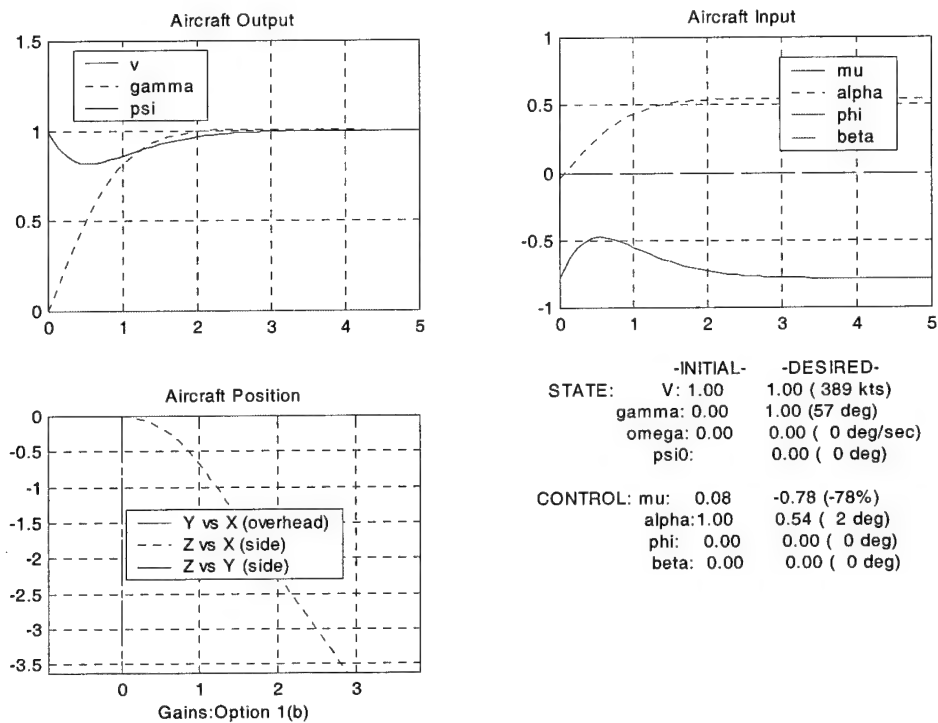 Aircraft Output
1.5
1
0.5
0
v
gamma
psi
0 1 2 3 4 5
Aircraft Input
1
0.5
0
-0.5
-1
mu
alpha
phi
beta
0 1 2 3 4 5
Aircraft Position
0
-0.5
-1
-1.5
-2
-2.5
-3
-3.5
Y vs X (overhead)
Z vs X (side)
Z vs Y (side)
0 1 2 3
Gains:Option 1(b)
-INITIAL- -DESIRED-
STATE: V: 1.00 1.00 ( 389 kts)
gamma: 0.00 1.00 (57 deg)
omega: 0.00 0.00 ( 0 deg/sec)
psi0: 0.00 ( 0 deg)
CONTROL: mu: 0.08 -0.78 (-78%)
alpha:1.00 0.54 ( 2 deg)
phi: 0.00 0.00 ( 0 deg)
beta: 0.00 0.00 ( 0 deg)